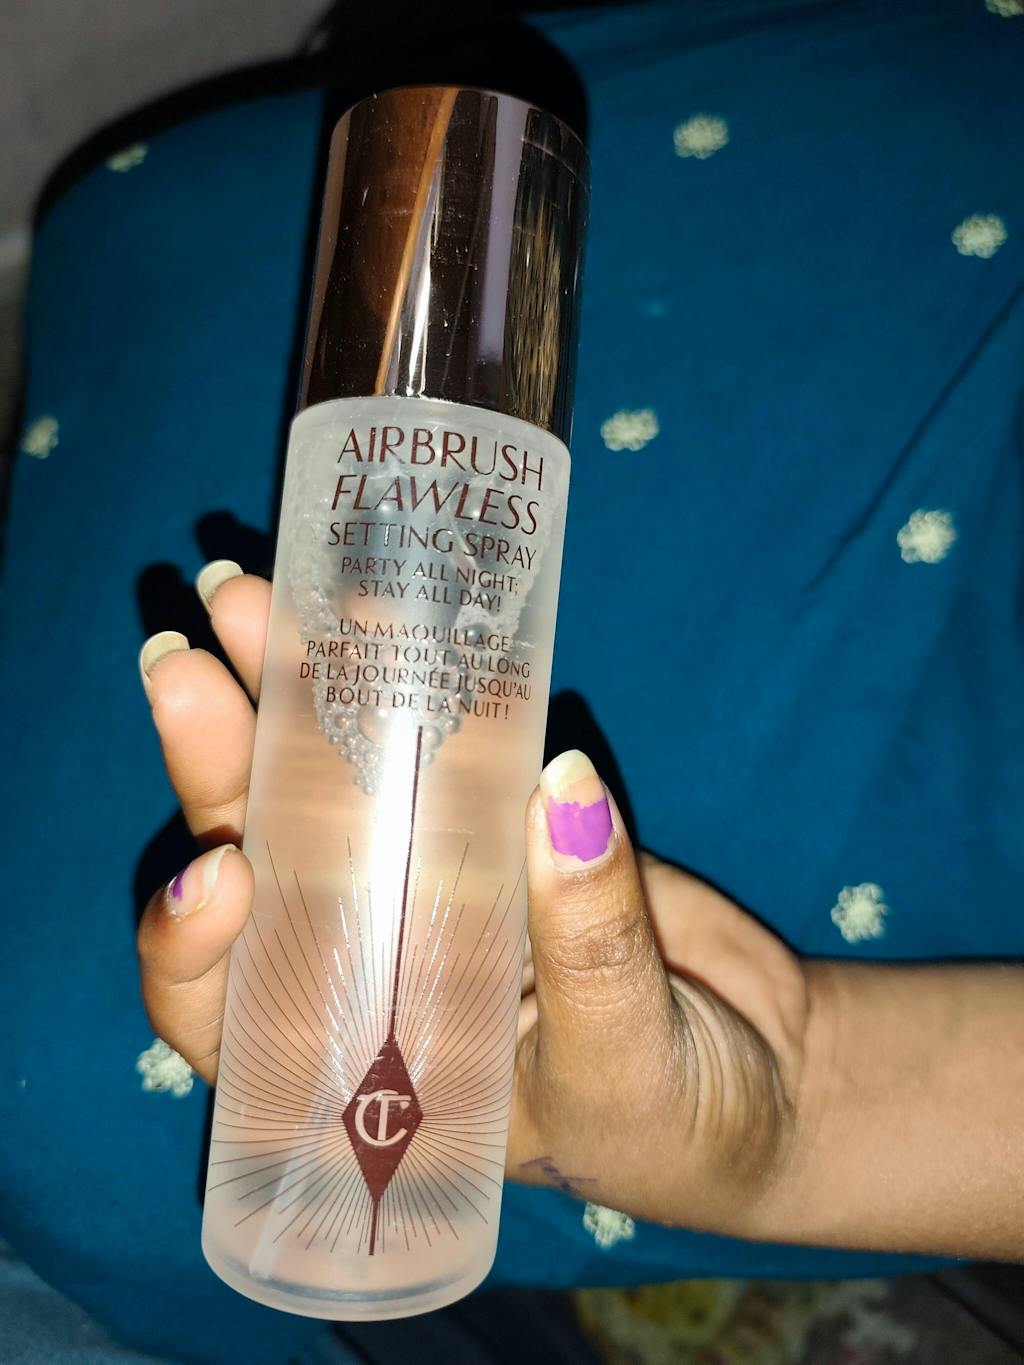 AIRBRUSH
FLAWLESS
SETTING SPRAY
PARTY ALL NIGHT,
STAY ALL DAY!
UN MAQUILLAGE
PARFAIT TOUT AU LONG
DE LA JOURNÉE JUSQU'AU
BOUT DE LA NUIT!
CT